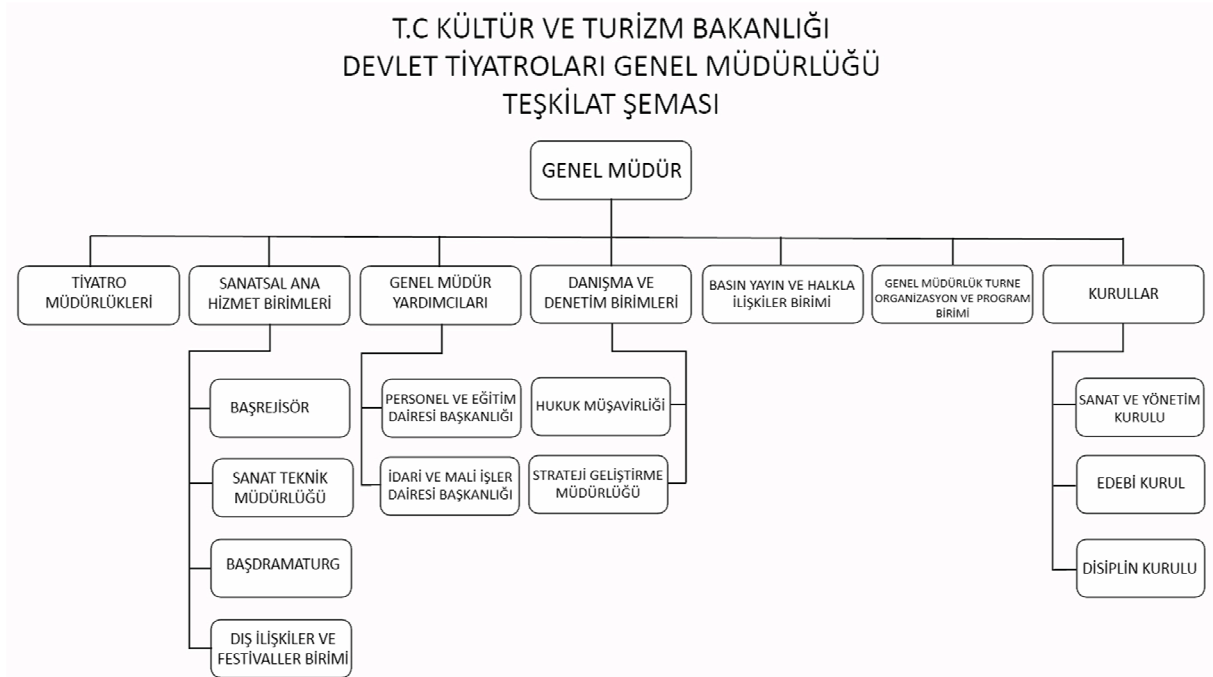 T.C KÜLTÜR VE TURİZM BAKANLIĞI
DEVLET TİYATROLARI GENEL MÜDÜRLÜĞÜ
TEŞKİLAT ŞEMASI
GENEL MÜDÜR
TİYATRO
MÜDÜRLÜKLERİ
SANATSAL ANA
HİZMET BİRİMLERİ
GENEL MÜDÜR
YARDIMCILARI
DANIŞMA VE
DENETİM BİRİMLERİ
BASIN YAYIN VE HALKLA
İLİŞKİLER BİRİMİ
GENEL MÜDÜRLÜK TURNE
ORGANİZASYON VE PROGRAM
BİRİMİ
KURULLAR
BAŞREJİSÖR
SANAT TEKNİK
MÜDÜRLÜĞÜ
BAŞDRAMATURG
DIŞ İLİŞKİLER VE
FESTİVALLER BİRİMİ
PERSONEL VE EĞİTİM
DAİRESİ BAŞKANLIĞI
İDARİ VE MALİ İŞLER
DAİRESİ BAŞKANLIĞI
HUKUK MÜŞAVİRLİĞİ
STRATEJİ GELİŞTİRME
MÜDÜRLÜĞÜ
SANAT VE YÖNETİM
KURULU
EDEBİ KURUL
DİSİPLİN KURULU